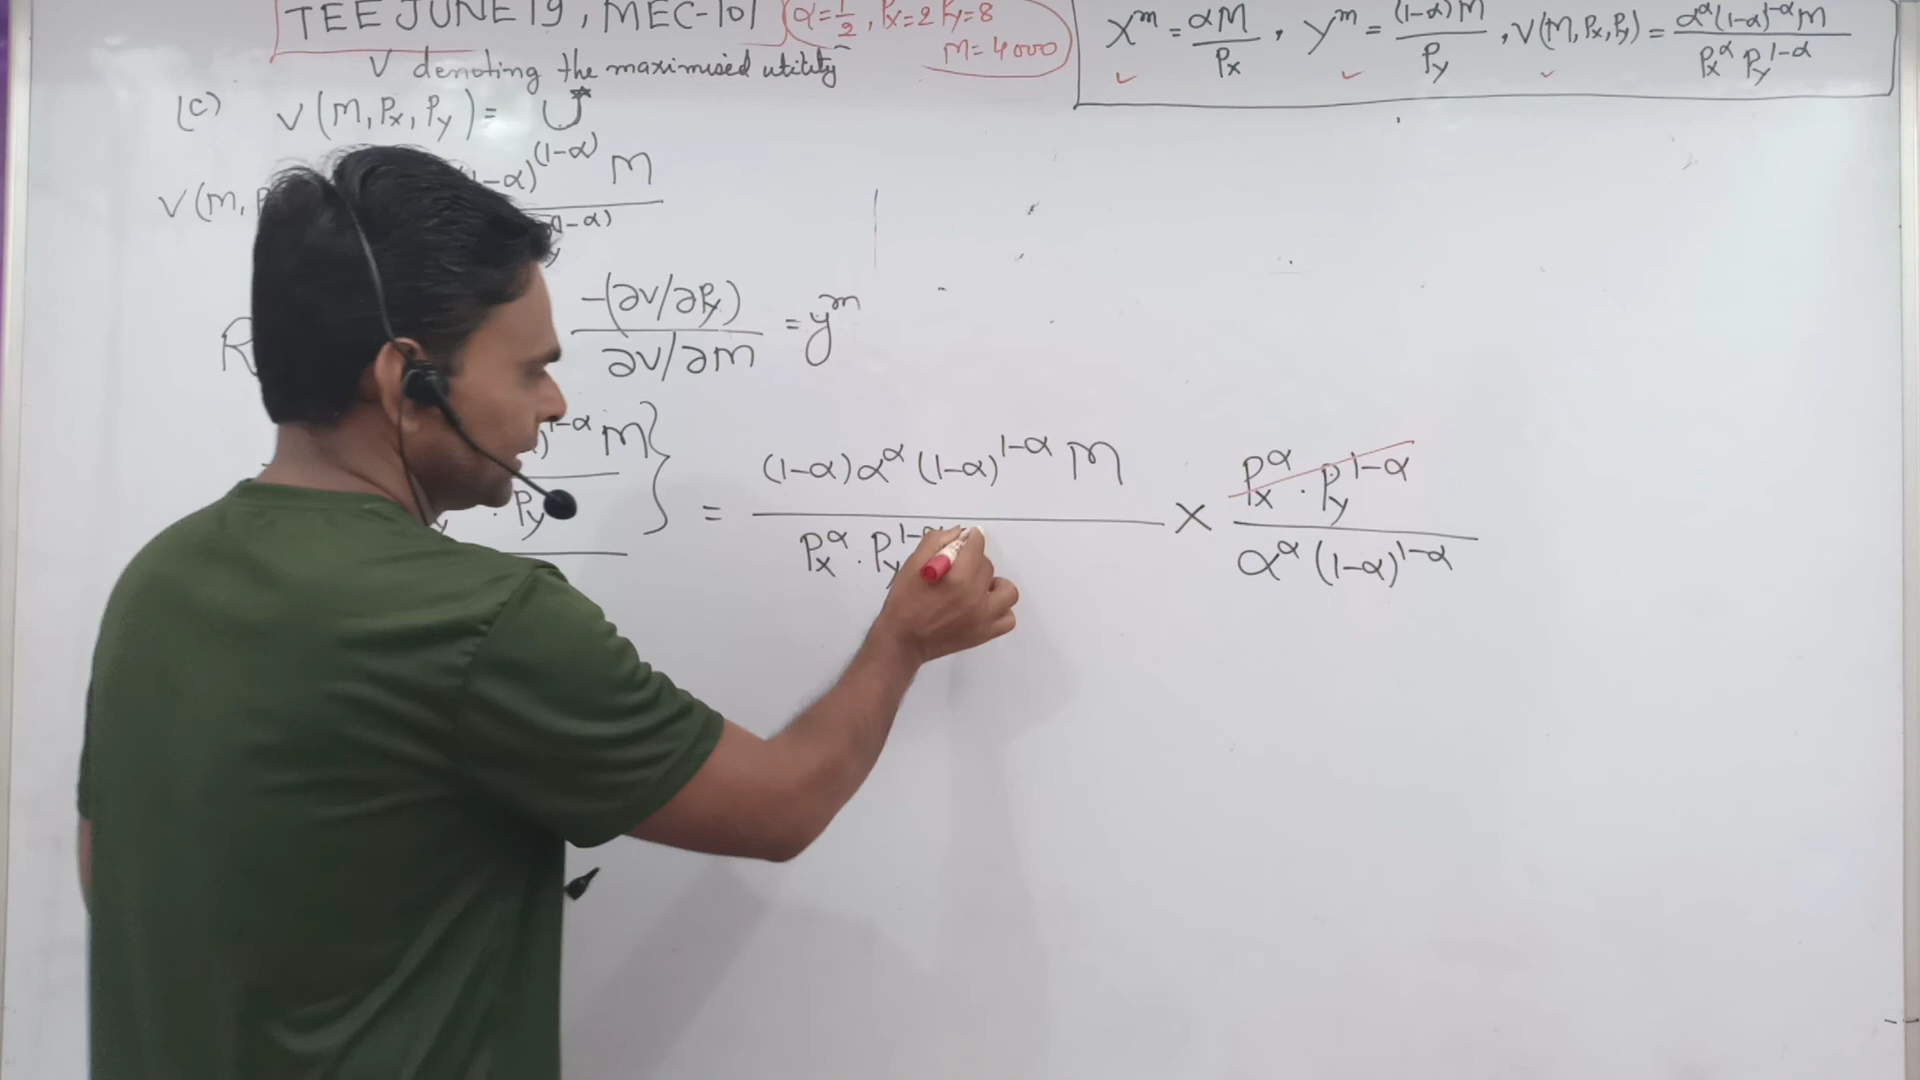 TEE JUNE 19, MEC-101
α=1/2, Px=2 Py=8
M=4000
X^m = αM/Px, Y^m = (1-α)M/Py, V(M, Px, Py) = α^α(1-α)^1-α M / Px^α Py^1-α
V denoting the maximised utility
(c) V(M, Px, Py) = U*
V(M, -α)^(1-α) M
(1-α)
R -(∂V/∂Py) / ∂V/∂M = y^m
)^1-α M / . Py } = (1-α)α^α(1-α)^1-α M / Px^α . Py × Px^α . Py^1-α / α^α(1-α)^1-α